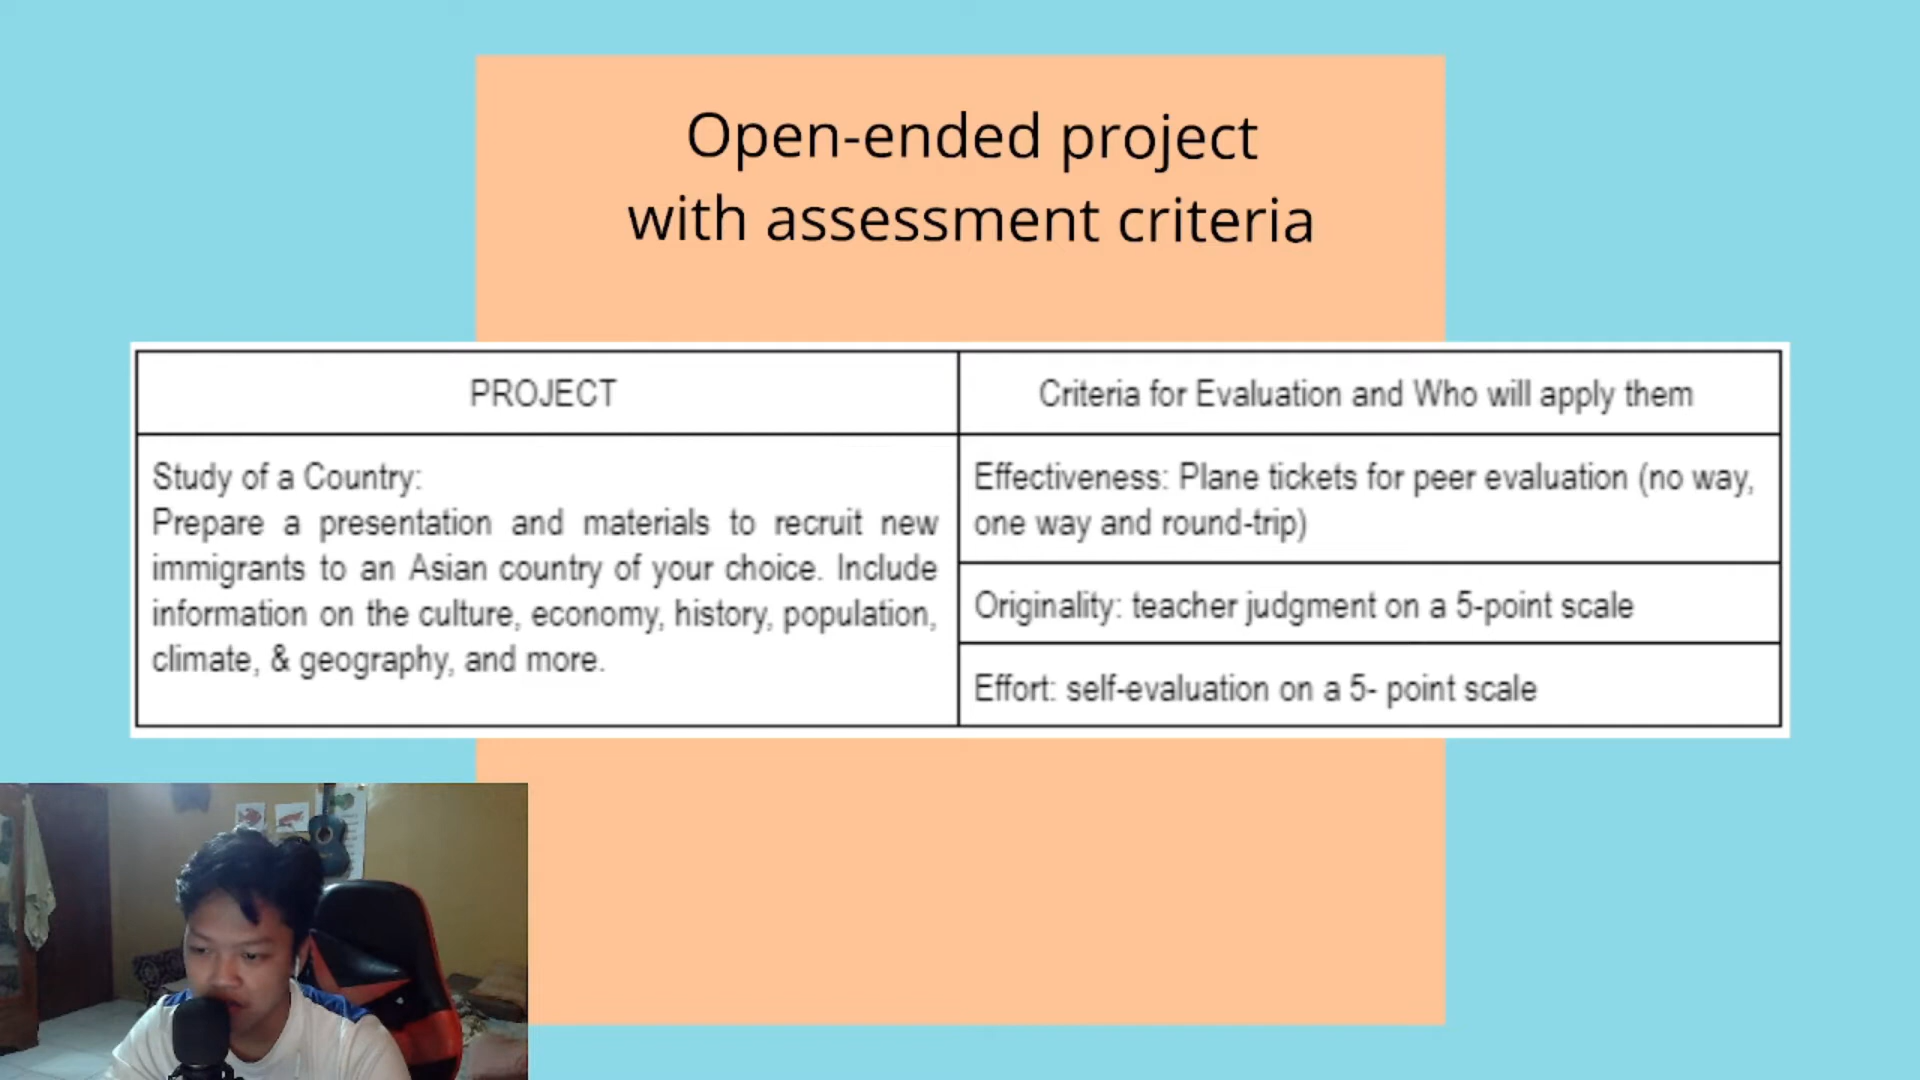 Open-ended project
with assessment criteria
PROJECT
Criteria for Evaluation and Who will apply them
Study of a Country:
Prepare a presentation and materials to recruit new
immigrants to an Asian country of your choice. Include
information on the culture, economy, history, population,
climate, & geography, and more.
Effectiveness: Plane tickets for peer evaluation (no way,
one way and round-trip)
Originality: teacher judgment on a 5-point scale
Effort: self-evaluation on a 5- point scale